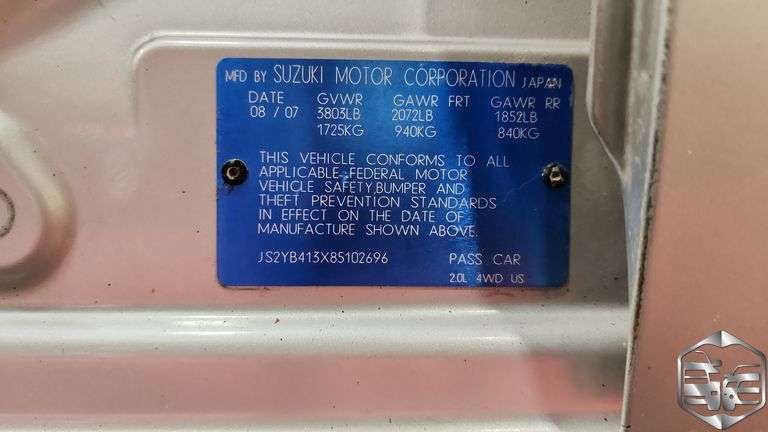 MFD BY SUZUKI MOTOR CORPORATION JAPAN
DATE GVWR GAWR FRT GAWR RR
08 / 07 3803LB 2072LB 1852LB
1725KG 940KG 840KG
THIS VEHICLE CONFORMS TO ALL
APPLICABLE FEDERAL MOTOR
VEHICLE SAFETY,BUMPER AND
THEFT PREVENTION STANDARDS
IN EFFECT ON THE DATE OF
MANUFACTURE SHOWN ABOVE.
JS2YB413X85102696 PASS CAR
2.0L 4WD US